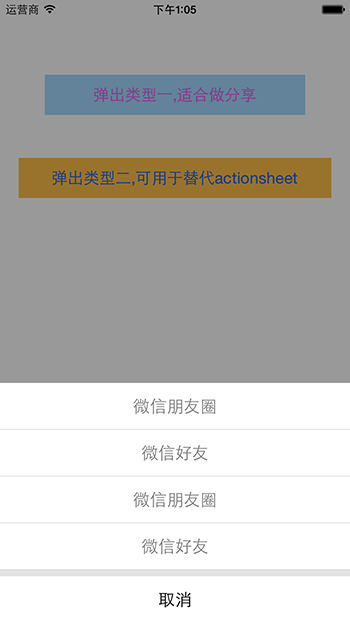 运营商 下午1:05
弹出类型一,适合做分享
弹出类型二,可用于替代actionsheet
微信朋友圈
微信好友
微信朋友圈
微信好友
取消